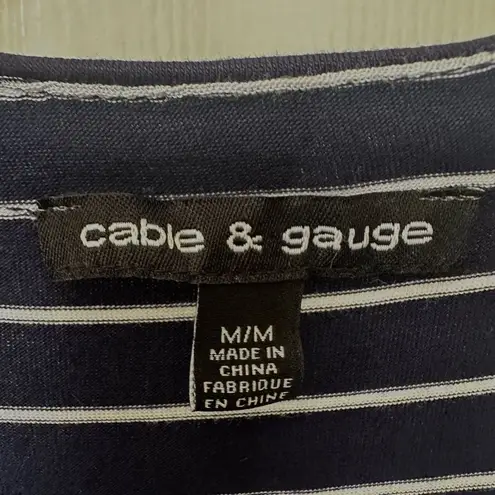 cable & gauge
M/M
MADE IN
CHINA
FABRIQUE
EN CHINE